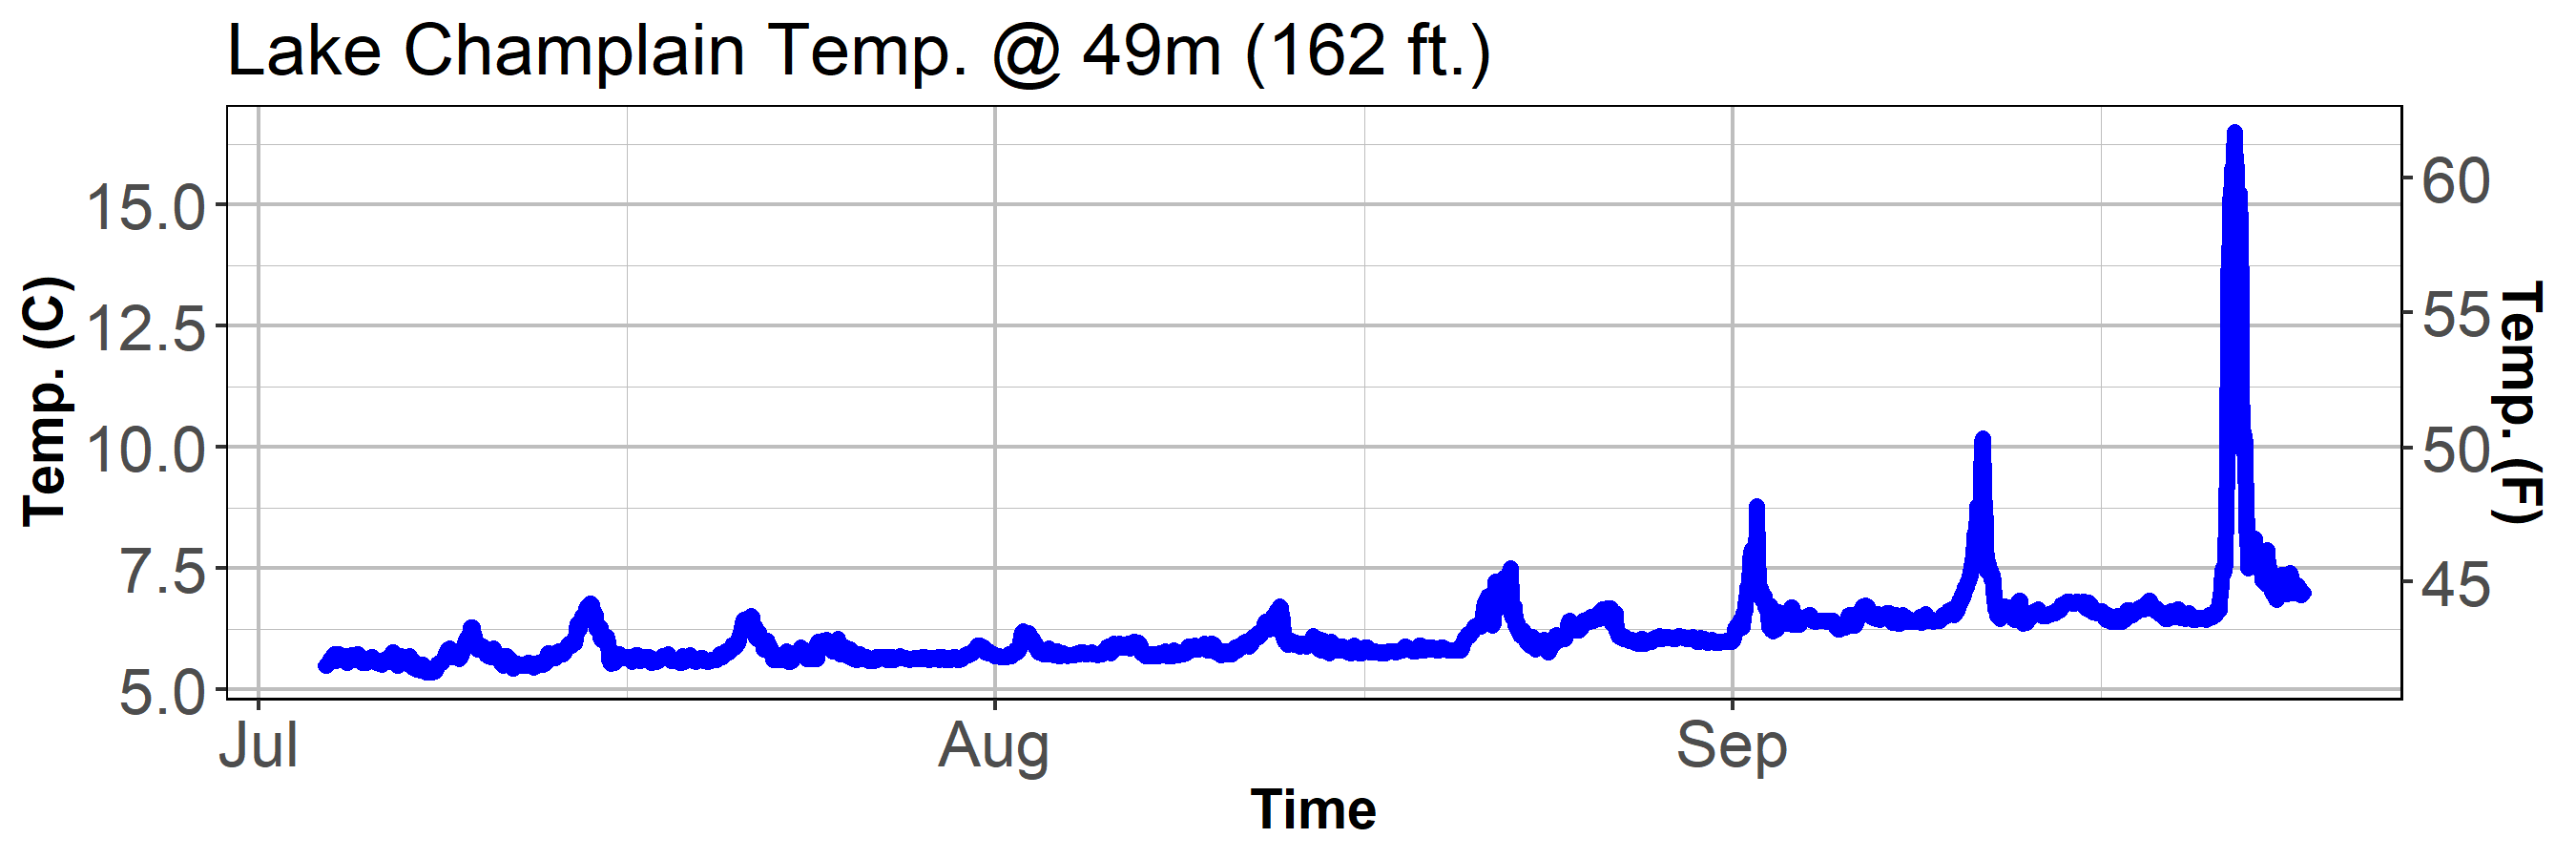 Lake Champlain Temp. @ 49m (162 ft.)
Temp. (C)
15.0
12.5
10.0
7.5
5.0
60
55
50
45
Temp. (F)
Jul Aug Sep
Time